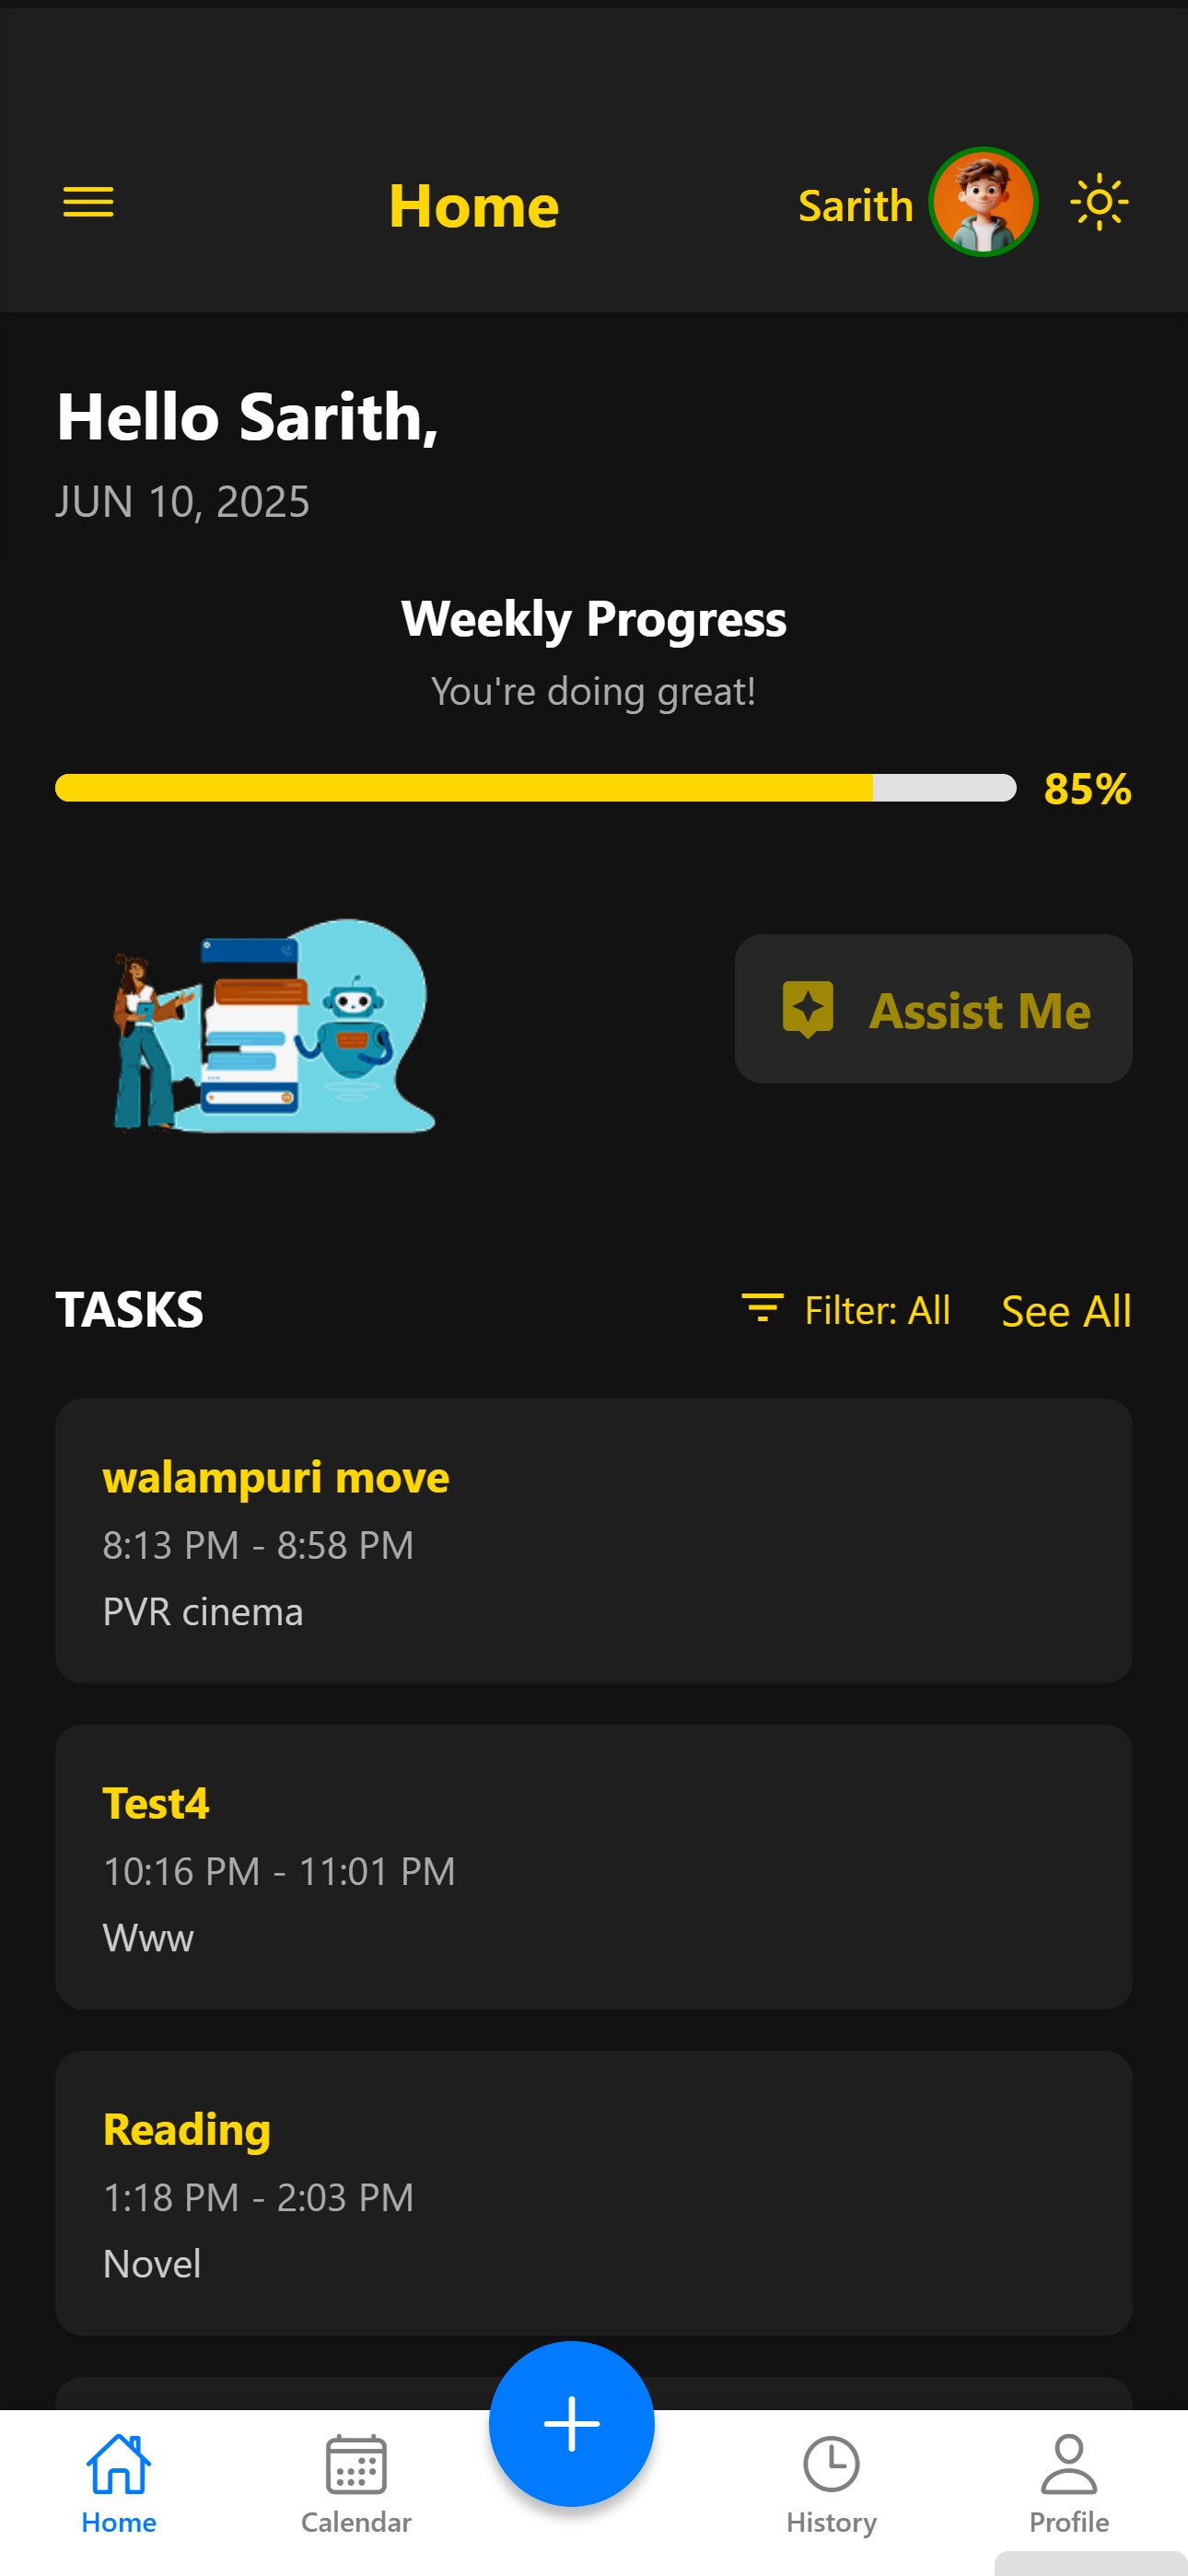 Home
Sarith
Hello Sarith,
JUN 10, 2025
Weekly Progress
You're doing great!
85%
Assist Me
TASKS
Filter: All
See All
walampuri move
8:13 PM - 8:58 PM
PVR cinema
Test4
10:16 PM - 11:01 PM
Www
Reading
1:18 PM - 2:03 PM
Novel
Home
Calendar
History
Profile